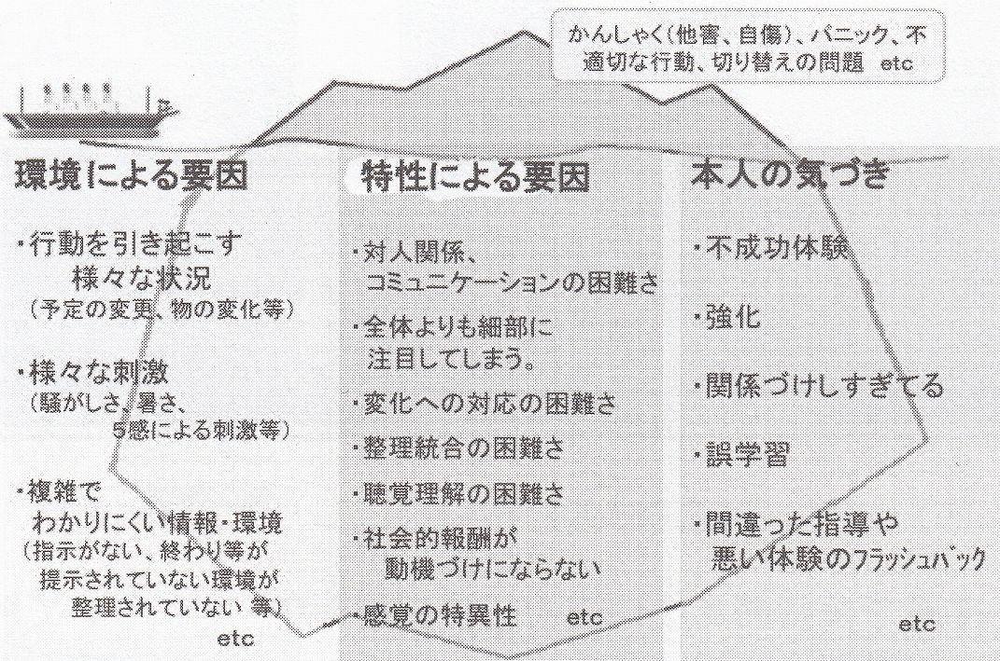 かんしゃく(他害、自傷)、パニック、不
適切な行動、切り替えの問題 etc
環境による要因
・行動を引き起こす
様々な状況
(予定の変更、物の変化等)
・様々な刺激
(騒がしさ、暑さ、
5感による刺激等)
・複雑で
わかりにくい情報・環境
(指示がない、終わり等が
提示されていない環境が
整理されていない 等)
etc
特性による要因
・対人関係、
コミュニケーションの困難さ
・全体よりも細部に
注目してしまう。
・変化への対応の困難さ
・整理統合の困難さ
・聴覚理解の困難さ
・社会的報酬が
動機づけにならない
・感覚の特異性 etc
本人の気づき
・不成功体験
・強化
・関係づけしすぎてる
・誤学習
・間違った指導や
悪い体験のフラッシュバック
etc